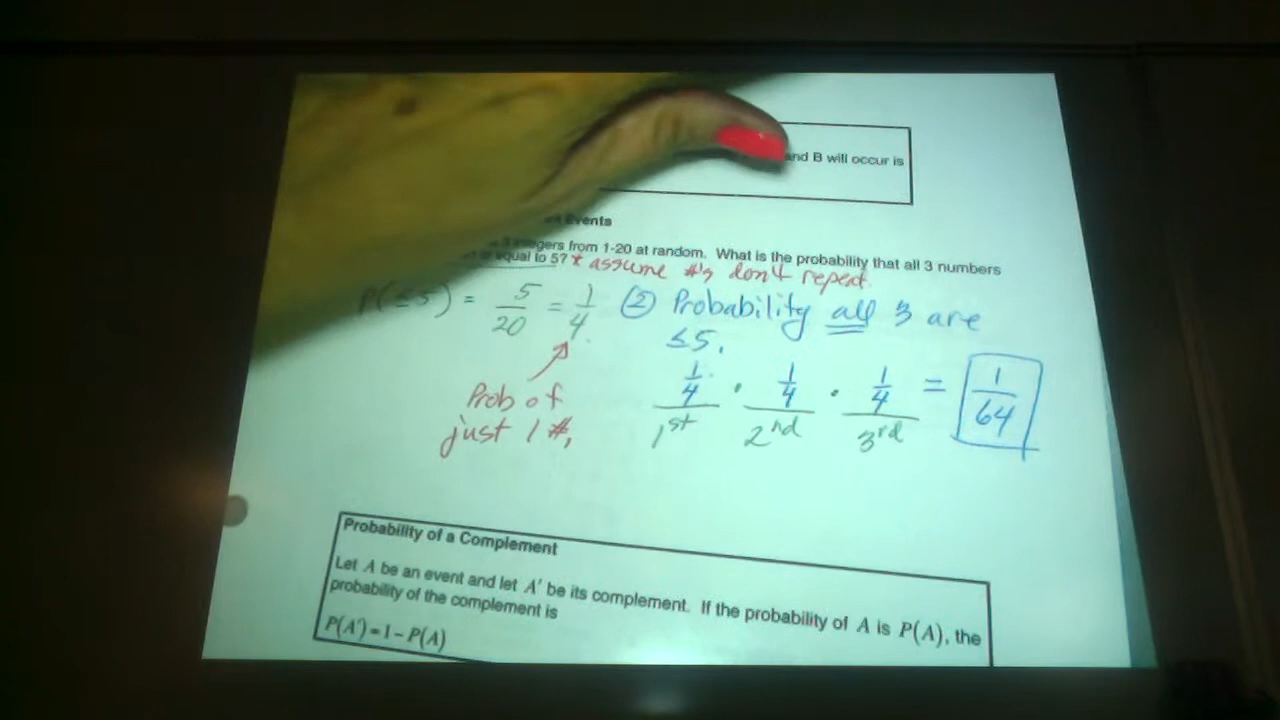 and B will occur is
Events
integers from 1-20 at random. What is the probability that all 3 numbers
equal to 5? * assume #'s don't repeat
P(≤5) = 5/20 = 1/4
② Probability all 3 are
≤5.
1/4 · 1/4 · 1/4 = 1/64
1st 2nd 3rd
Prob of
just 1 #,
Probability of a Complement
Let A be an event and let A′ be its complement. If the probability of A is P(A), the
probability of the complement is
P(A′)=1−P(A)